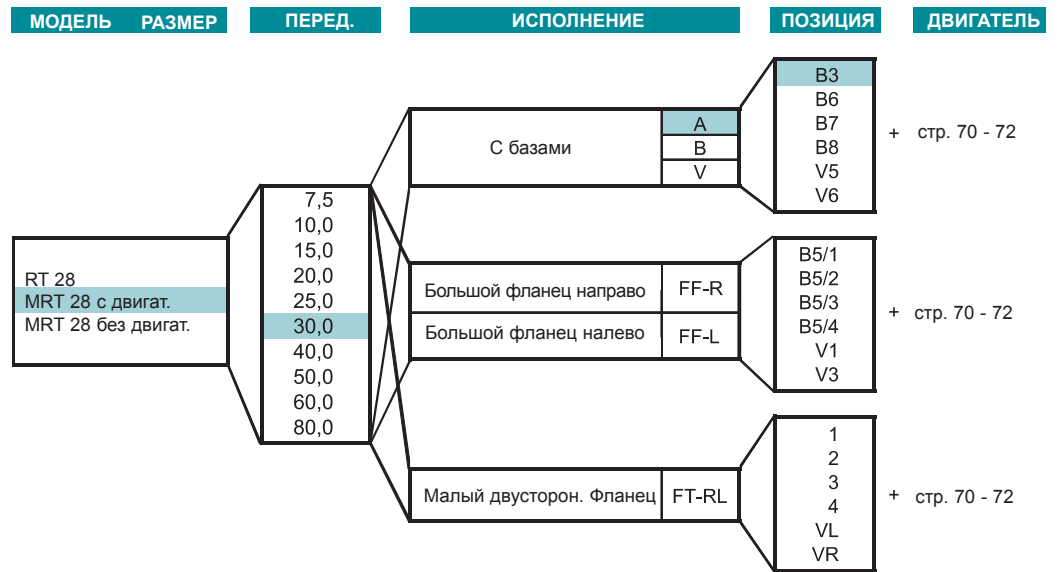 МОДЕЛЬ РАЗМЕР ПЕРЕД. ИСПОЛНЕНИЕ ПОЗИЦИЯ ДВИГАТЕЛЬ
RT 28
MRT 28 с двигат.
MRT 28 без двигат.
7,5
10,0
15,0
20,0
25,0
30,0
40,0
50,0
60,0
80,0
С базами
A
B
V
B3
B6
B7
B8
V5
V6
+ стр. 70 - 72
Большой фланец направо FF-R
Большой фланец налево FF-L
B5/1
B5/2
B5/3
B5/4
V1
V3
+ стр. 70 - 72
Малый двусторон. Фланец FT-RL
1
2
3
4
VL
VR
+ стр. 70 - 72